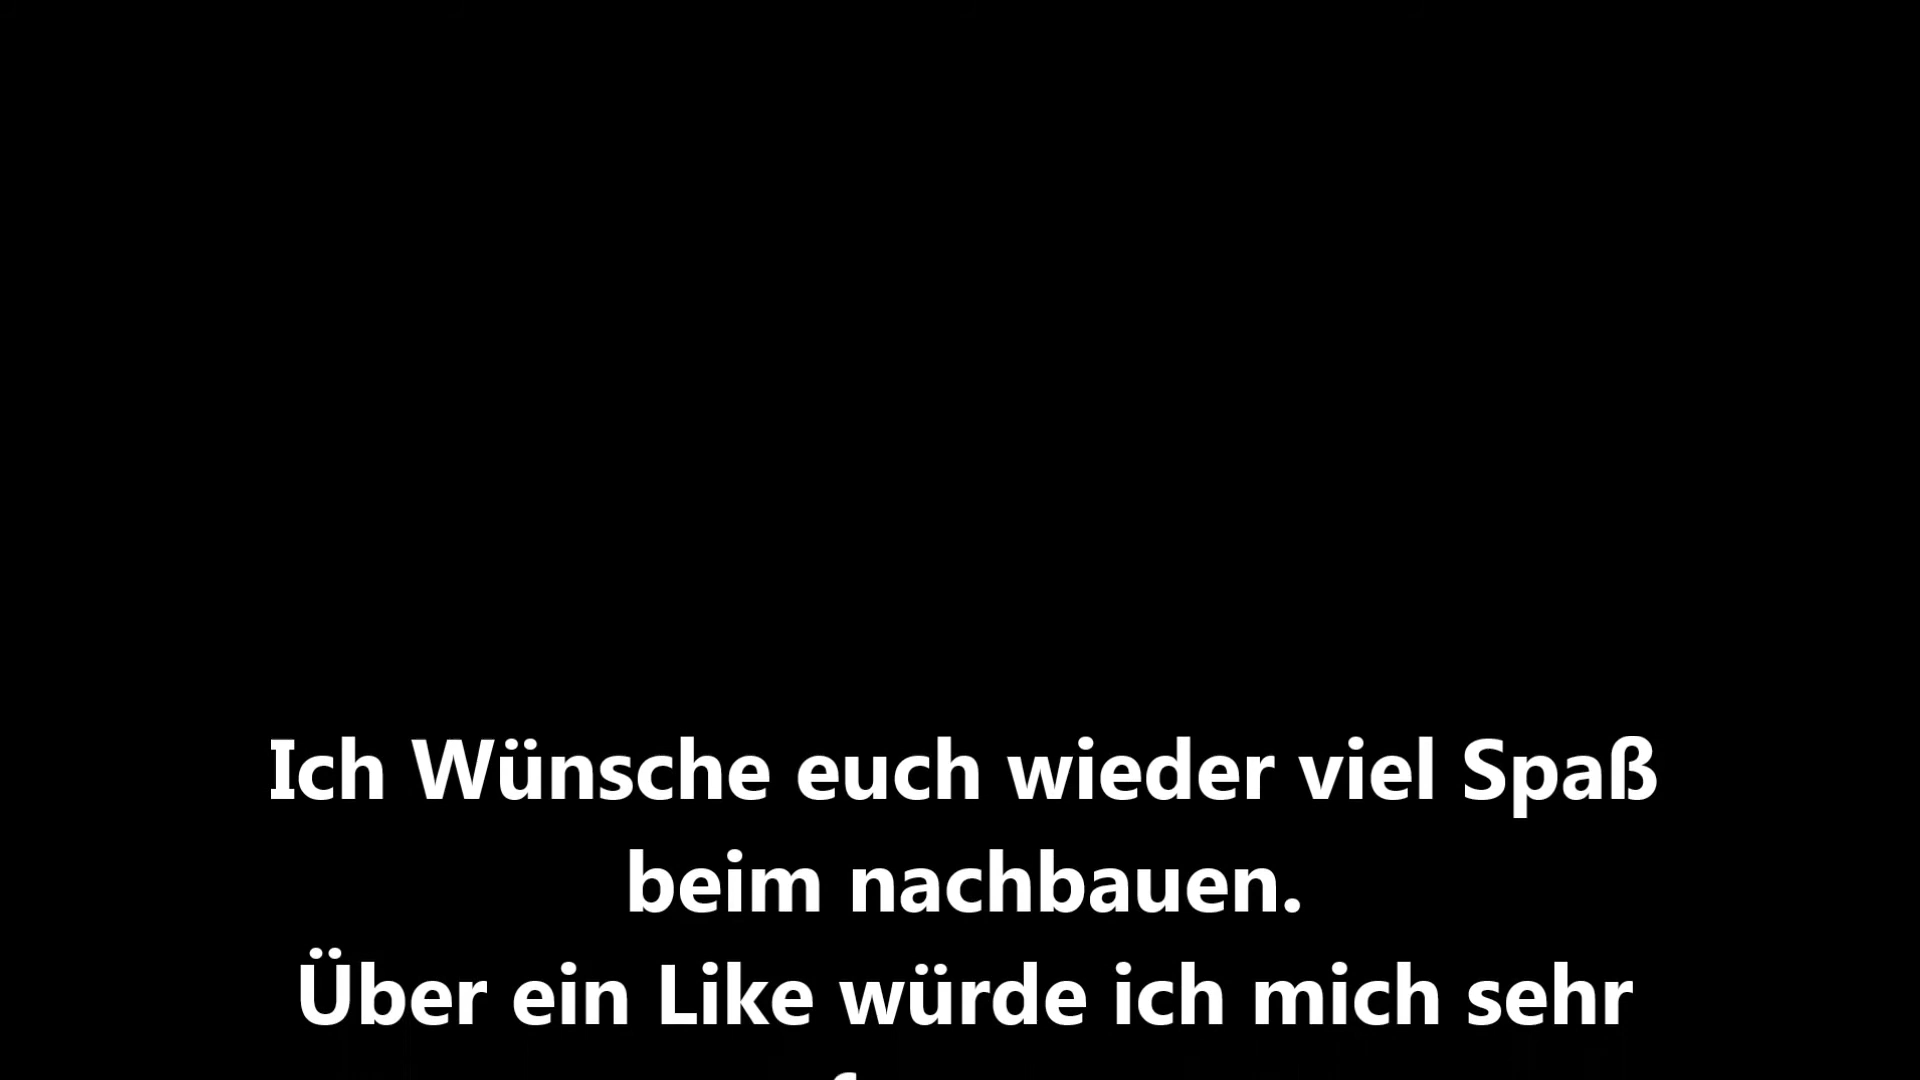 Ich Wünsche euch wieder viel Spaß
beim nachbauen.
Über ein Like würde ich mich sehr